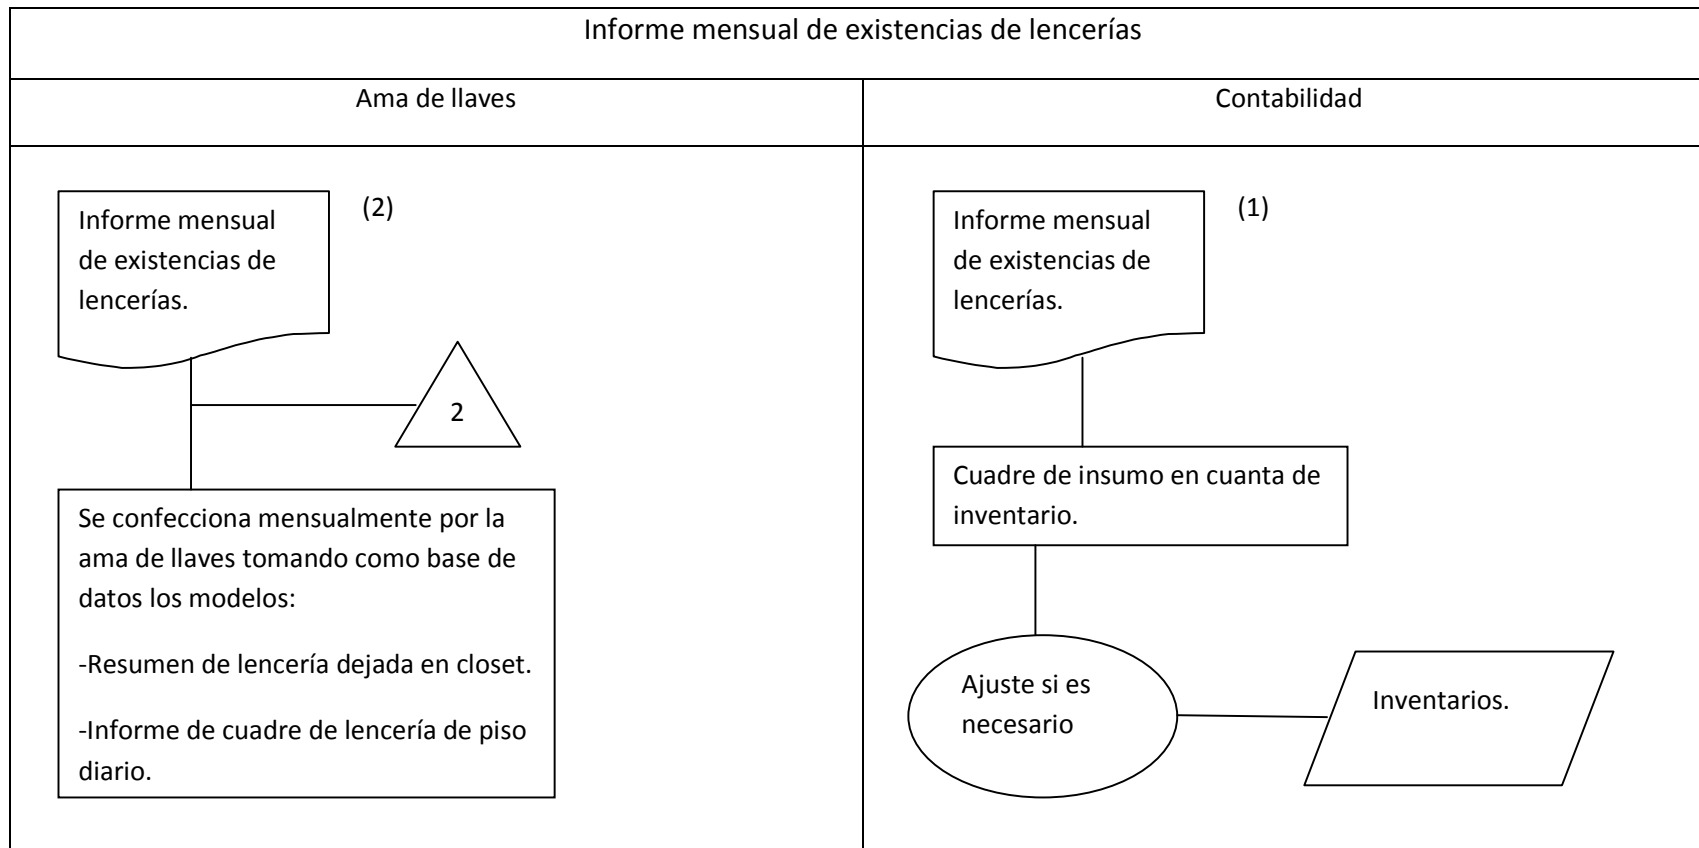 Informe mensual de existencias de lencerías
Ama de llaves
Contabilidad
Informe mensual
de existencias de
lencerías.
(2)
2
Se confecciona mensualmente por la
ama de llaves tomando como base de
datos los modelos:
-Resumen de lencería dejada en closet.
-Informe de cuadre de lencería de piso
diario.
Informe mensual
de existencias de
lencerías.
(1)
Cuadre de insumo en cuanta de
inventario.
Ajuste si es
necesario
Inventarios.